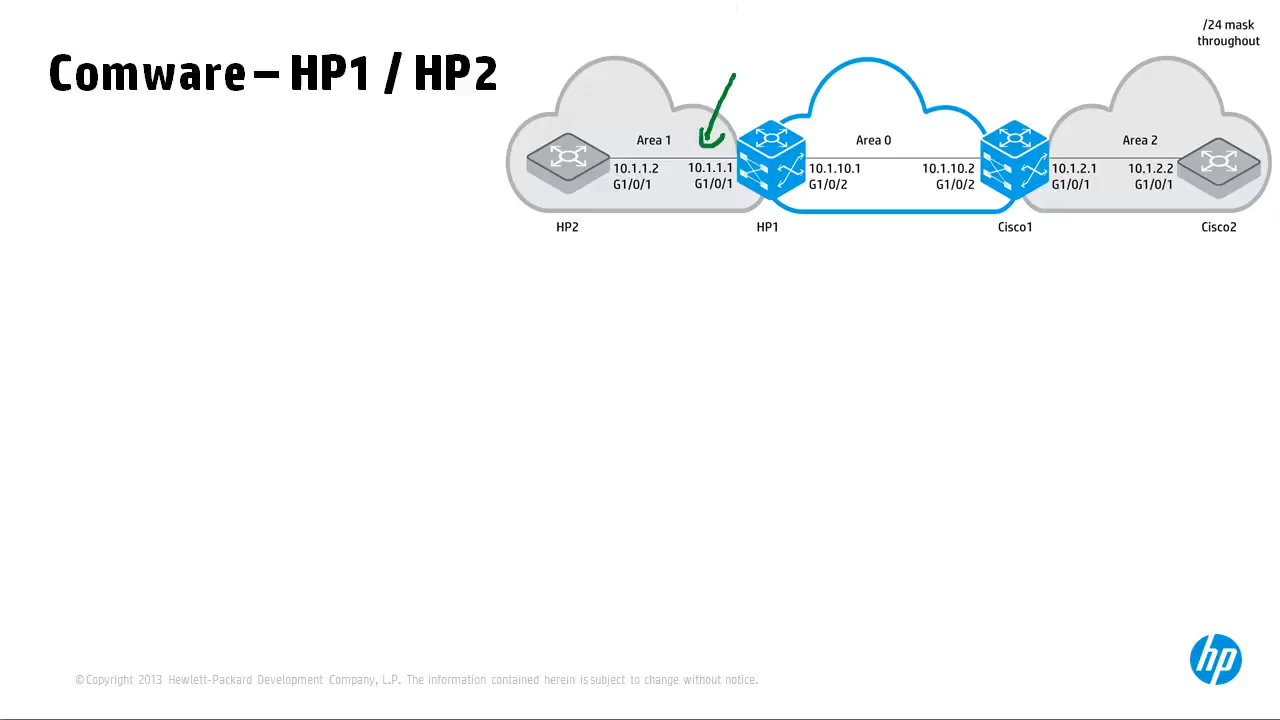 /24 mask
throughout
Comware – HP1 / HP2
Area 1
Area 0
Area 2
10.1.1.2
G1/0/1
10.1.1.1
G1/0/1
10.1.10.1
G1/0/2
10.1.10.2
G1/0/2
10.1.2.1
G1/0/1
10.1.2.2
G1/0/1
HP2
HP1
Cisco1
Cisco2
hp
©Copyright 2013 Hewlett-Packard Development Company, L.P. The information contained herein is subject to change without notice.